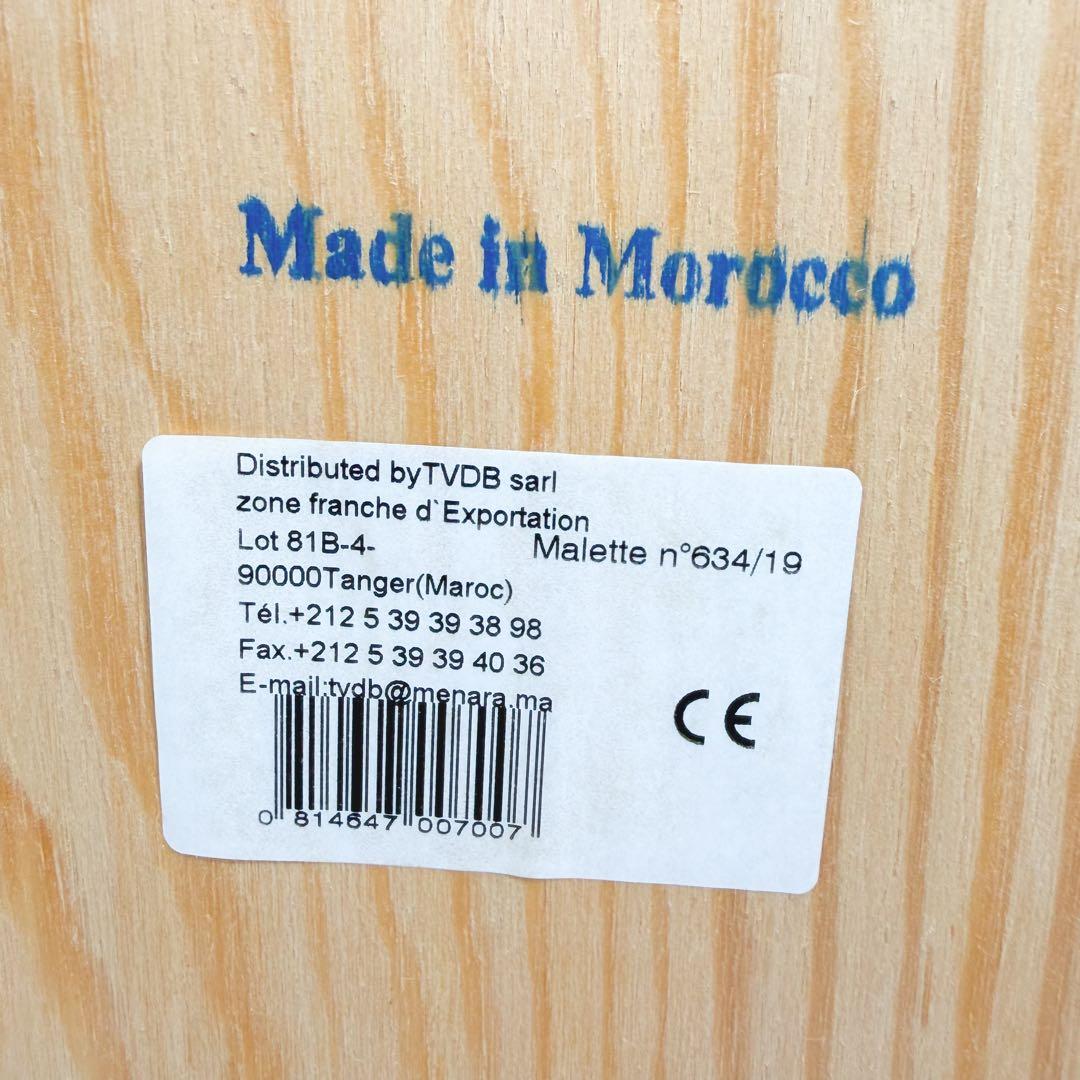 Made in Morocco
Distributed byTVDB sarl
zone franche d`Exportation
Lot 81B-4-
Malette n°634/19
90000Tanger(Maroc)
Tél.+212 5 39 39 38 98
Fax.+212 5 39 39 40 36
E-mail:tvdb@menara.ma
CE
0 814647 007007